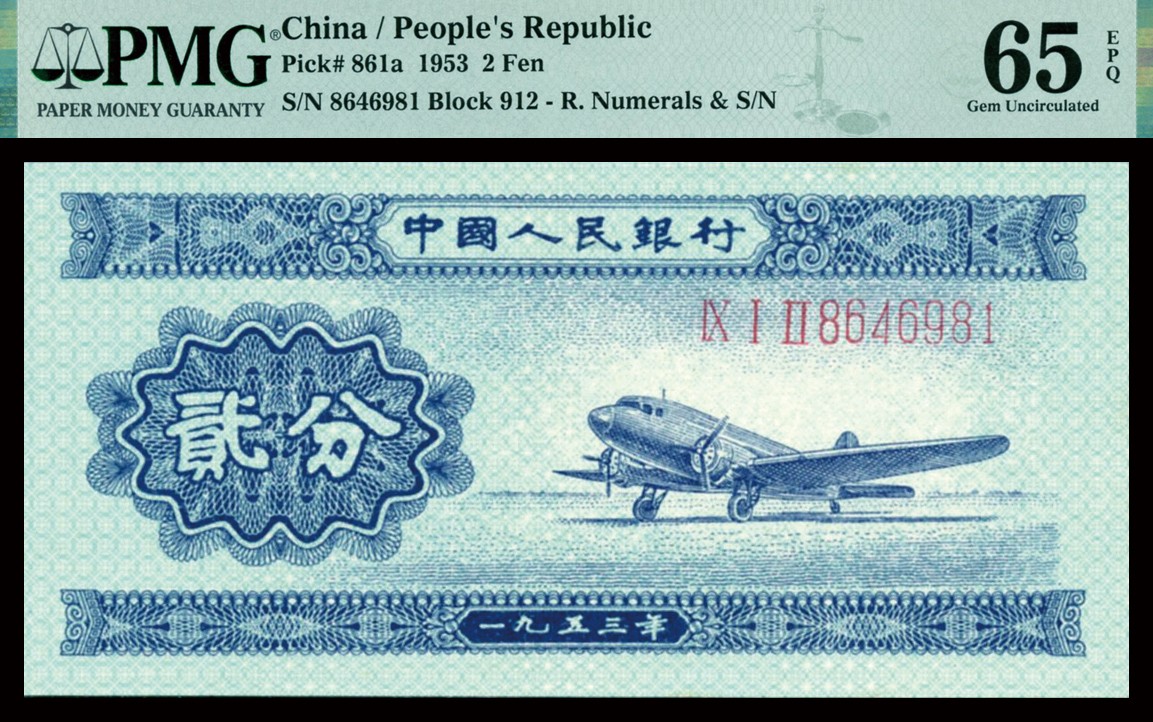 PMG®
PAPER MONEY GUARANTY
China / People's Republic
Pick# 861a 1953 2 Fen
S/N 8646981 Block 912 - R. Numerals & S/N
65 EPQ
Gem Uncirculated
中國人民銀行
IX I II 8646981
貳分
一九五三年